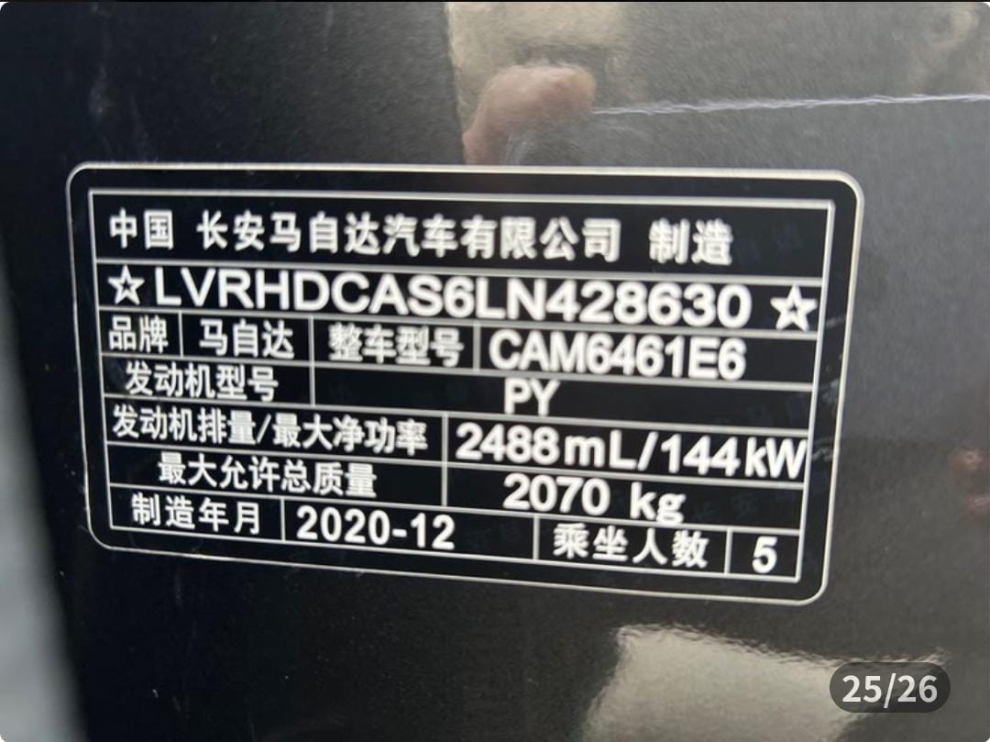 中国 长安马自达汽车有限公司 制造
☆LVRHDCAS6LN428630☆
品牌 马自达 整车型号 CAM6461E6
发动机型号 PY
发动机排量/最大净功率 2488mL/144kW
最大允许总质量 2070 kg
制造年月 2020-12 乘坐人数 5
25/26